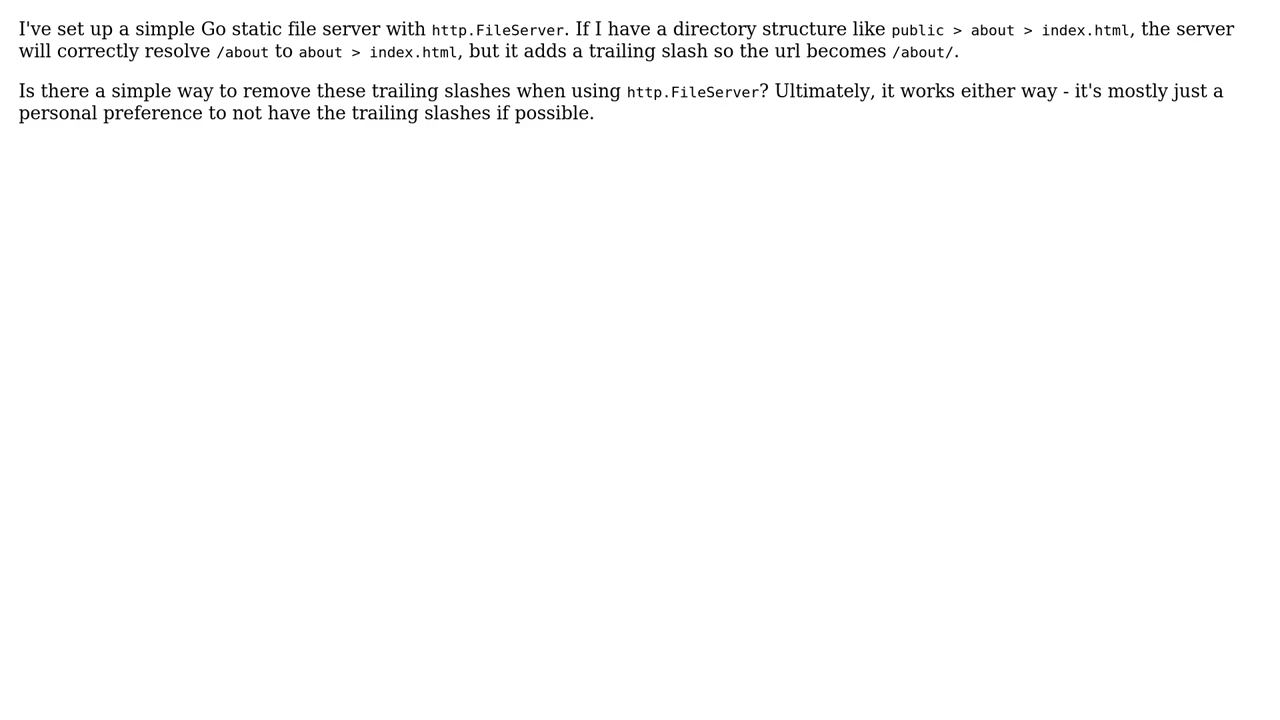 I've set up a simple Go static file server with http.FileServer. If I have a directory structure like public > about > index.html, the server
will correctly resolve /about to about > index.html, but it adds a trailing slash so the url becomes /about/.
Is there a simple way to remove these trailing slashes when using http.FileServer? Ultimately, it works either way - it's mostly just a
personal preference to not have the trailing slashes if possible.